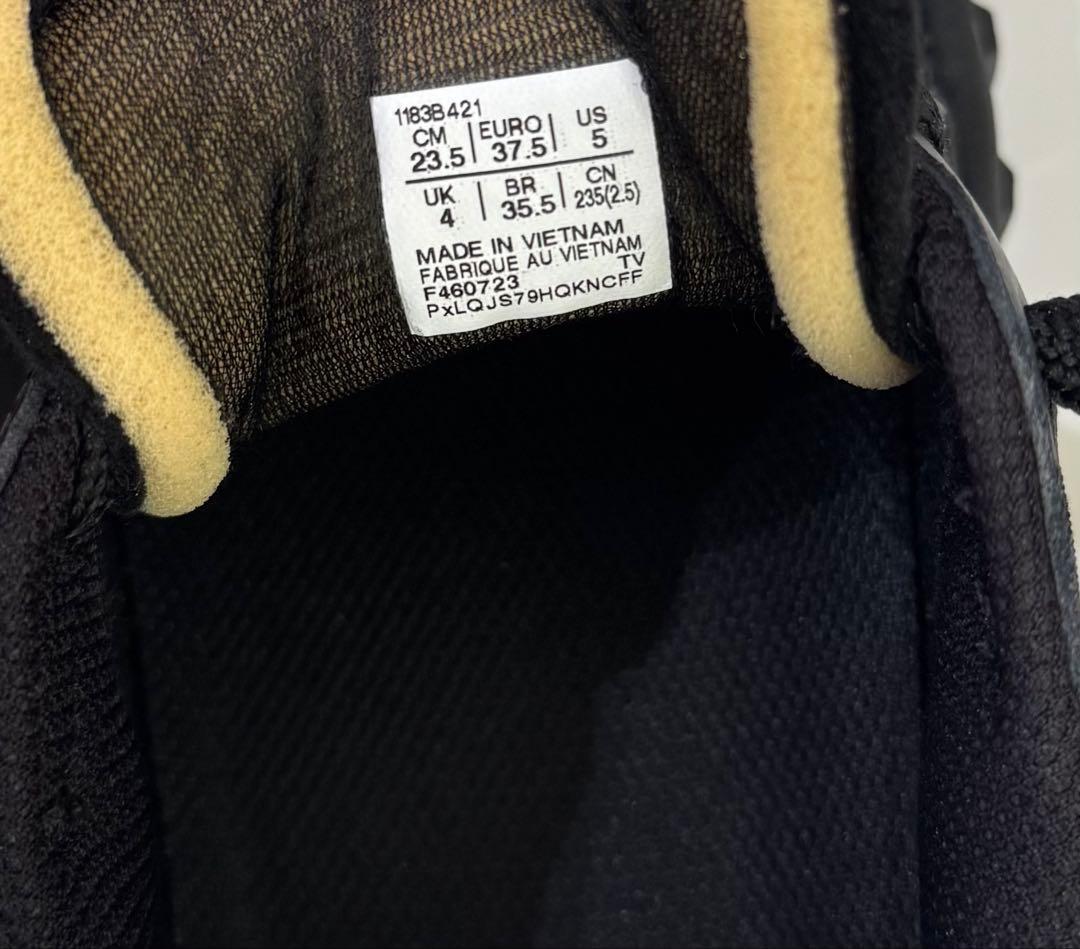 1183B421
CM | EURO | US
23.5 | 37.5 | 5
UK | BR | CN
4 | 35.5 | 235(2.5)
MADE IN VIETNAM
FABRIQUE AU VIETNAM
F460723 TV
PxLQJS79HQKNCFF